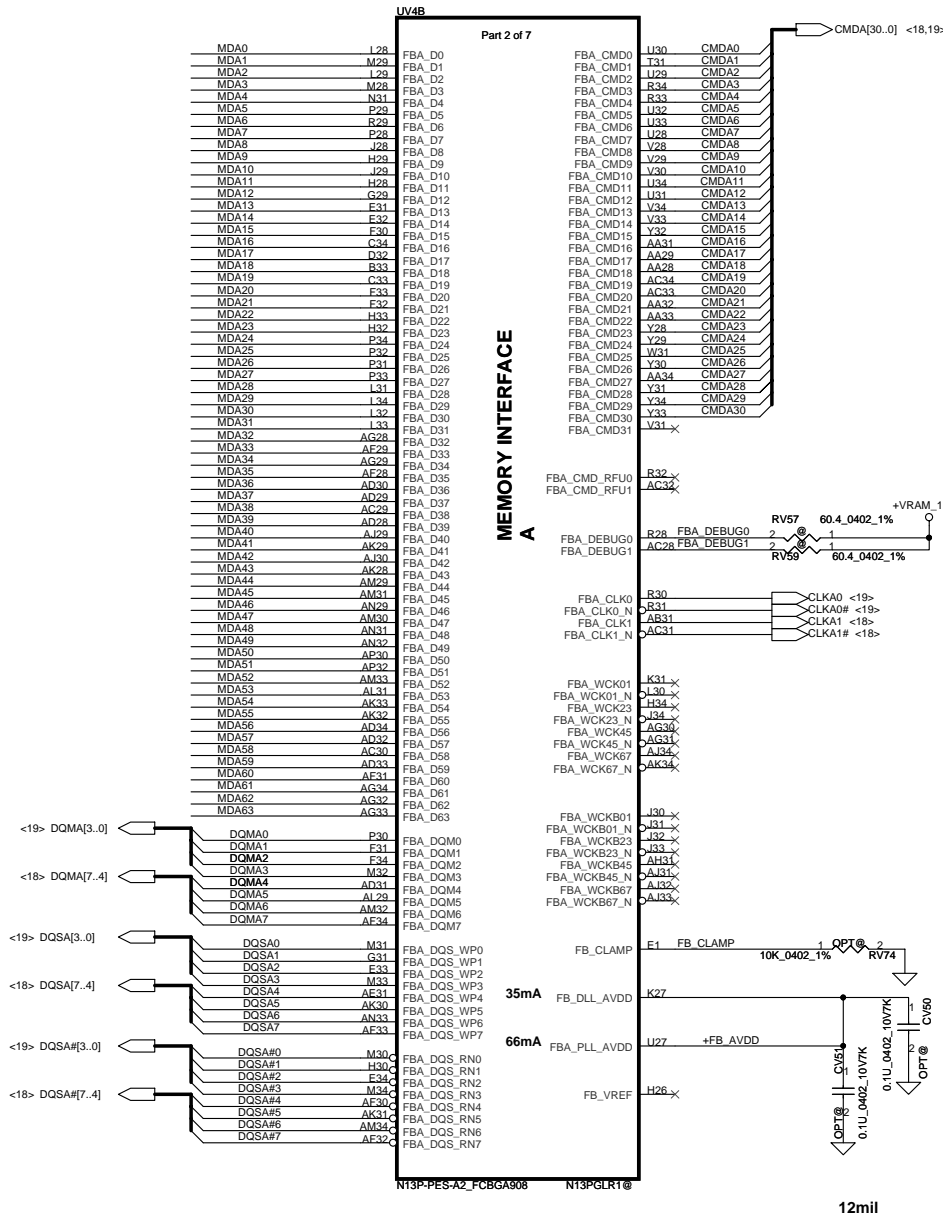 UV4B
Part 2 of 7
CMDA[30..0] <18,19>
MDA0 L28 FBA_D0 FBA_CMD0 U30 CMDA0
MDA1 M29 FBA_D1 FBA_CMD1 T31 CMDA1
MDA2 L29 FBA_D2 FBA_CMD2 U29 CMDA2
MDA3 M28 FBA_D3 FBA_CMD3 R34 CMDA3
MDA4 N31 FBA_D4 FBA_CMD4 R33 CMDA4
MDA5 P29 FBA_D5 FBA_CMD5 U32 CMDA5
MDA6 R29 FBA_D6 FBA_CMD6 U33 CMDA6
MDA7 P28 FBA_D7 FBA_CMD7 U28 CMDA7
MDA8 J28 FBA_D8 FBA_CMD8 V28 CMDA8
MDA9 H29 FBA_D9 FBA_CMD9 V29 CMDA9
MDA10 J29 FBA_D10 FBA_CMD10 V30 CMDA10
MDA11 H28 FBA_D11 FBA_CMD11 U34 CMDA11
MDA12 G29 FBA_D12 FBA_CMD12 U31 CMDA12
MDA13 E31 FBA_D13 FBA_CMD13 V34 CMDA13
MDA14 E32 FBA_D14 FBA_CMD14 V33 CMDA14
MDA15 F30 FBA_D15 FBA_CMD15 Y32 CMDA15
MDA16 C34 FBA_D16 FBA_CMD16 AA31 CMDA16
MDA17 D32 FBA_D17 FBA_CMD17 AA29 CMDA17
MDA18 B33 FBA_D18 FBA_CMD18 AA28 CMDA18
MDA19 C33 FBA_D19 FBA_CMD19 AC34 CMDA19
MDA20 F33 FBA_D20 FBA_CMD20 AC33 CMDA20
MDA21 F32 FBA_D21 FBA_CMD21 AA32 CMDA21
MDA22 H33 FBA_D22 FBA_CMD22 AA33 CMDA22
MDA23 H32 FBA_D23 FBA_CMD23 Y28 CMDA23
MDA24 P34 FBA_D24 FBA_CMD24 Y29 CMDA24
MDA25 P32 FBA_D25 FBA_CMD25 W31 CMDA25
MDA26 P31 FBA_D26 FBA_CMD26 Y30 CMDA26
MDA27 P33 FBA_D27 FBA_CMD27 AA34 CMDA27
MDA28 L31 FBA_D28 FBA_CMD28 Y31 CMDA28
MDA29 L34 FBA_D29 FBA_CMD29 Y34 CMDA29
MDA30 L32 FBA_D30 FBA_CMD30 Y33 CMDA30
MDA31 L33 FBA_D31 FBA_CMD31 V31
MDA32 AG28 FBA_D32
MDA33 AF29 FBA_D33
MDA34 AG29 FBA_D34
MDA35 AF28 FBA_D35 FBA_CMD_RFU0 R32
MDA36 AD30 FBA_D36 FBA_CMD_RFU1 AC32
MDA37 AD29 FBA_D37
MDA38 AC29 FBA_D38
MDA39 AD28 FBA_D39
MDA40 AJ29 FBA_D40 FBA_DEBUG0 R28 FBA_DEBUG0
MDA41 AK29 FBA_D41 FBA_DEBUG1 AC28 FBA_DEBUG1
MDA42 AJ30 FBA_D42
MDA43 AK28 FBA_D43
MDA44 AM29 FBA_D44
MDA45 AM31 FBA_D45 FBA_CLK0 R30 CLKA0 <19>
MDA46 AN29 FBA_D46 FBA_CLK0_N R31 CLKA0# <19>
MDA47 AM30 FBA_D47 FBA_CLK1 AB31 CLKA1 <18>
MDA48 AN31 FBA_D48 FBA_CLK1_N AC31 CLKA1# <18>
MDA49 AN32 FBA_D49
MDA50 AP30 FBA_D50
MDA51 AP32 FBA_D51
MDA52 AM33 FBA_D52 FBA_WCK01 K31
MDA53 AL31 FBA_D53 FBA_WCK01_N L30
MDA54 AK33 FBA_D54 FBA_WCK23 H34
MDA55 AK32 FBA_D55 FBA_WCK23_N J34
MDA56 AD34 FBA_D56 FBA_WCK45 AG30
MDA57 AD32 FBA_D57 FBA_WCK45_N AG31
MDA58 AC30 FBA_D58 FBA_WCK67 AJ34
MDA59 AD33 FBA_D59 FBA_WCK67_N AK34
MDA60 AF31 FBA_D60
MDA61 AG34 FBA_D61
MDA62 AG32 FBA_D62
MDA63 AG33 FBA_D63
MEMORY INTERFACE
A
+VRAM_1
RV57 60.4_0402_1%
2 @ 1
2 @ 1
RV59 60.4_0402_1%
FBA_WCKB01 J30
FBA_WCKB01_N J31
FBA_WCKB23 J32
FBA_WCKB23_N J33
FBA_WCKB45 AH31
FBA_WCKB45_N AJ31
FBA_WCKB67 AJ32
FBA_WCKB67_N AJ33
<19> DQMA[3..0]
<18> DQMA[7..4]
DQMA0 P30 FBA_DQM0
DQMA1 F31 FBA_DQM1
DQMA2 F34 FBA_DQM2
DQMA3 M32 FBA_DQM3
DQMA4 AD31 FBA_DQM4
DQMA5 AL29 FBA_DQM5
DQMA6 AM32 FBA_DQM6
DQMA7 AF34 FBA_DQM7
<19> DQSA[3..0]
<18> DQSA[7..4]
DQSA0 M31 FBA_DQS_WP0
DQSA1 G31 FBA_DQS_WP1
DQSA2 E33 FBA_DQS_WP2
DQSA3 M33 FBA_DQS_WP3
DQSA4 AE31 FBA_DQS_WP4
DQSA5 AK30 FBA_DQS_WP5
DQSA6 AN33 FBA_DQS_WP6
DQSA7 AF33 FBA_DQS_WP7
<19> DQSA#[3..0]
<18> DQSA#[7..4]
DQSA#0 M30 FBA_DQS_RN0
DQSA#1 H30 FBA_DQS_RN1
DQSA#2 E34 FBA_DQS_RN2
DQSA#3 M34 FBA_DQS_RN3
DQSA#4 AF30 FBA_DQS_RN4
DQSA#5 AK31 FBA_DQS_RN5
DQSA#6 AM34 FBA_DQS_RN6
DQSA#7 AF32 FBA_DQS_RN7
FB_CLAMP E1 FB_CLAMP 1 OPT@ 2
10K_0402_1% RV74
35mA FB_DLL_AVDD K27
66mA FBA_PLL_AVDD U27 +FB_AVDD
FB_VREF H26
CV51
1
2
OPT@
0.1U_0402_10V7K
CV50
1
2
OPT@
0.1U_0402_10V7K
N13P-PES-A2_FCBGA908 N13PGLR1@
12mil